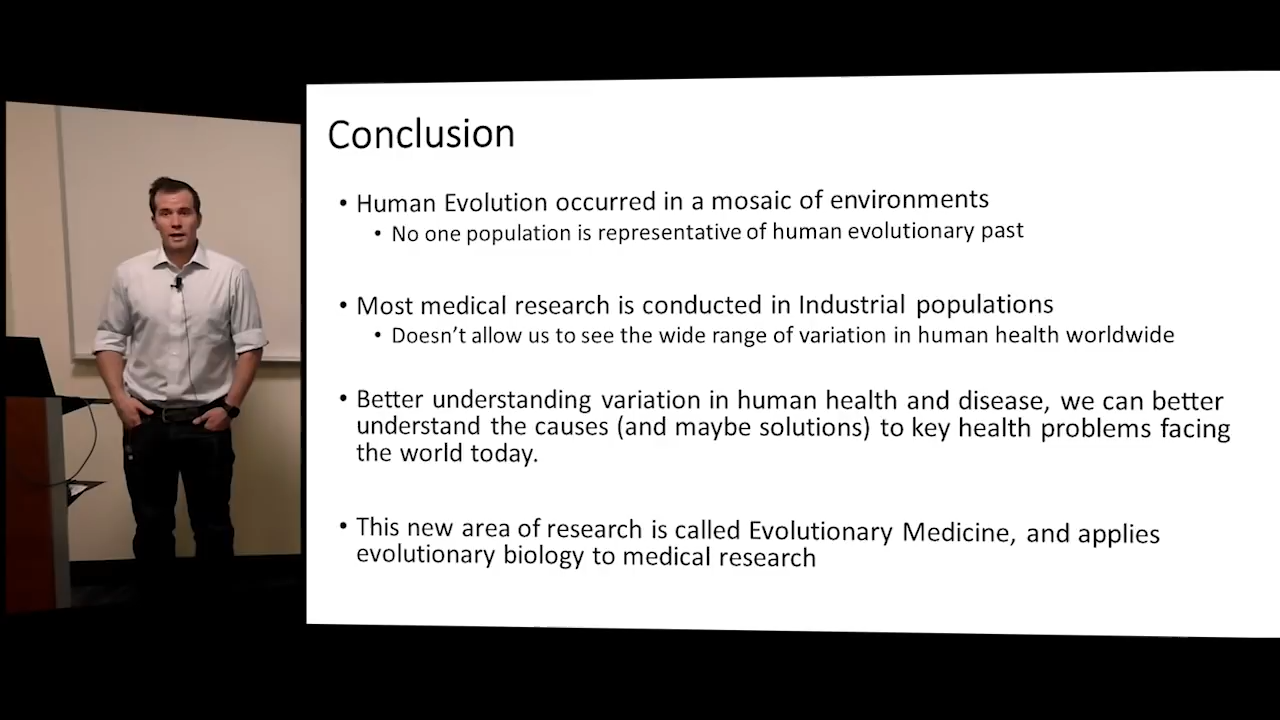 Conclusion
• Human Evolution occurred in a mosaic of environments
• No one population is representative of human evolutionary past
• Most medical research is conducted in Industrial populations
• Doesn't allow us to see the wide range of variation in human health worldwide
• Better understanding variation in human health and disease, we can better
understand the causes (and maybe solutions) to key health problems facing
the world today.
• This new area of research is called Evolutionary Medicine, and applies
evolutionary biology to medical research